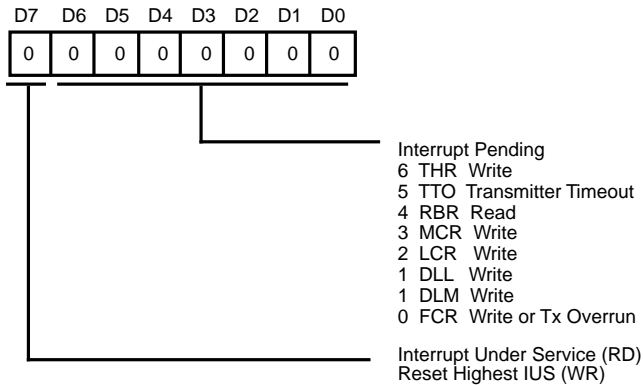 D7 D6 D5 D4 D3 D2 D1 D0
0 0 0 0 0 0 0 0
Interrupt Pending
6 THR Write
5 TTO Transmitter Timeout
4 RBR Read
3 MCR Write
2 LCR Write
1 DLL Write
1 DLM Write
0 FCR Write or Tx Overrun
Interrupt Under Service (RD)
Reset Highest IUS (WR)